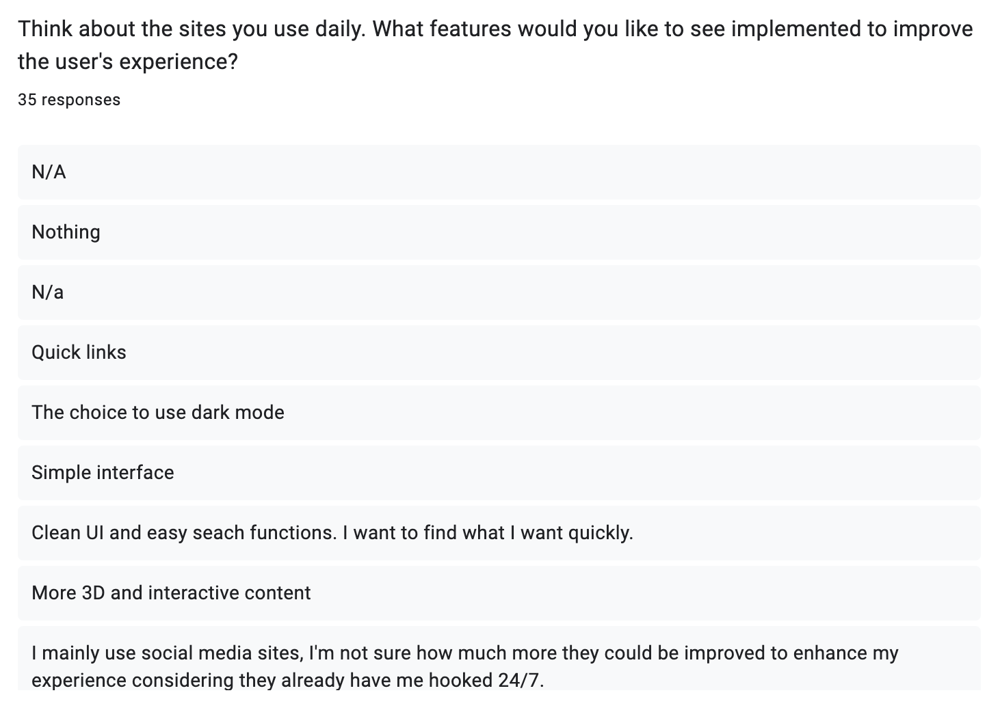 Think about the sites you use daily. What features would you like to see implemented to improve
the user's experience?
35 responses
N/A
Nothing
N/a
Quick links
The choice to use dark mode
Simple interface
Clean UI and easy seach functions. I want to find what I want quickly.
More 3D and interactive content
I mainly use social media sites, I'm not sure how much more they could be improved to enhance my
experience considering they already have me hooked 24/7.